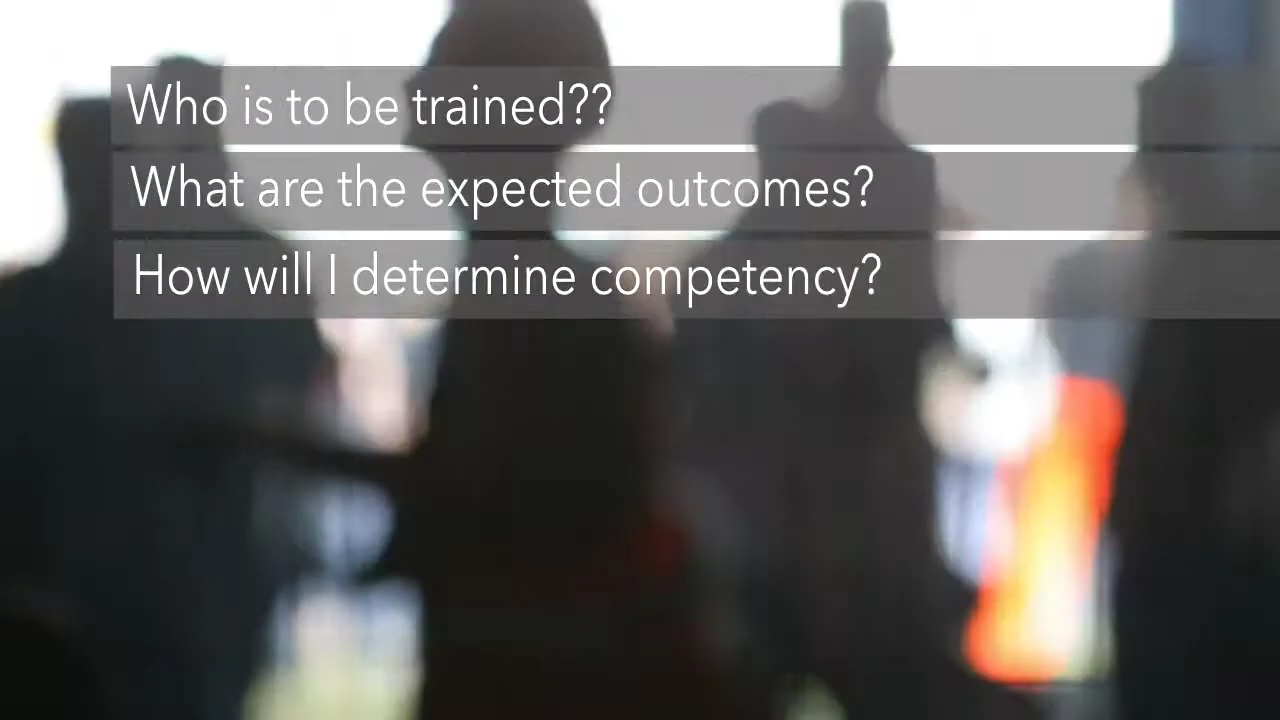 Who is to be trained??
What are the expected outcomes?
How will I determine competency?